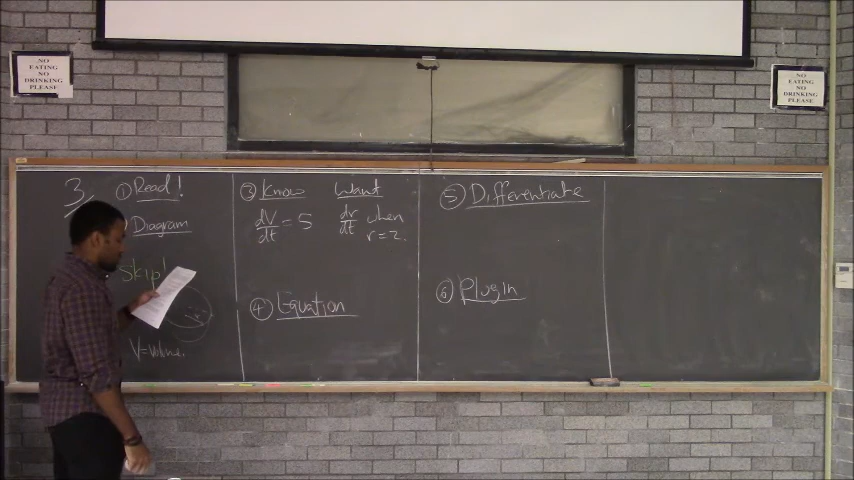 NO
EATING
NO
DRINKING
PLEASE
NO
EATING
NO
DRINKING
PLEASE
3.
① Read!
Diagram
Skip!
V=volume.
③ Know Want
dV/dt = 5 dr/dt when
r=2.
④ Equation
⑤ Differentiate
⑥ Plug In